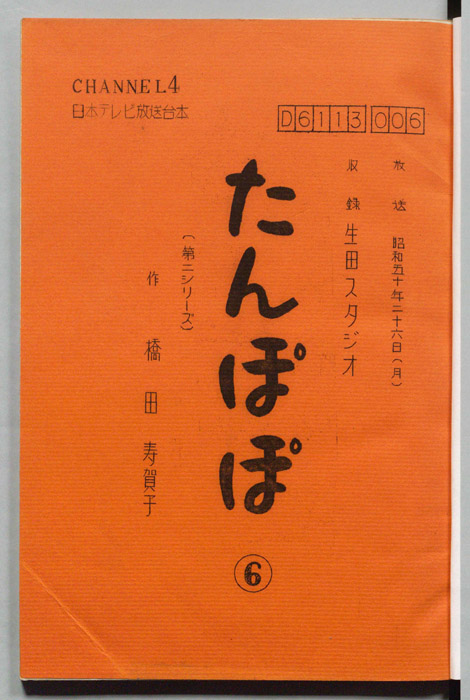 CHANNEL4
日本テレビ放送台本
D6113 006
放送 昭和五十年二十六日(月)
収録 生田スタジオ
たんぽぽ ⑥
(第二シリーズ)
作 橋田寿賀子